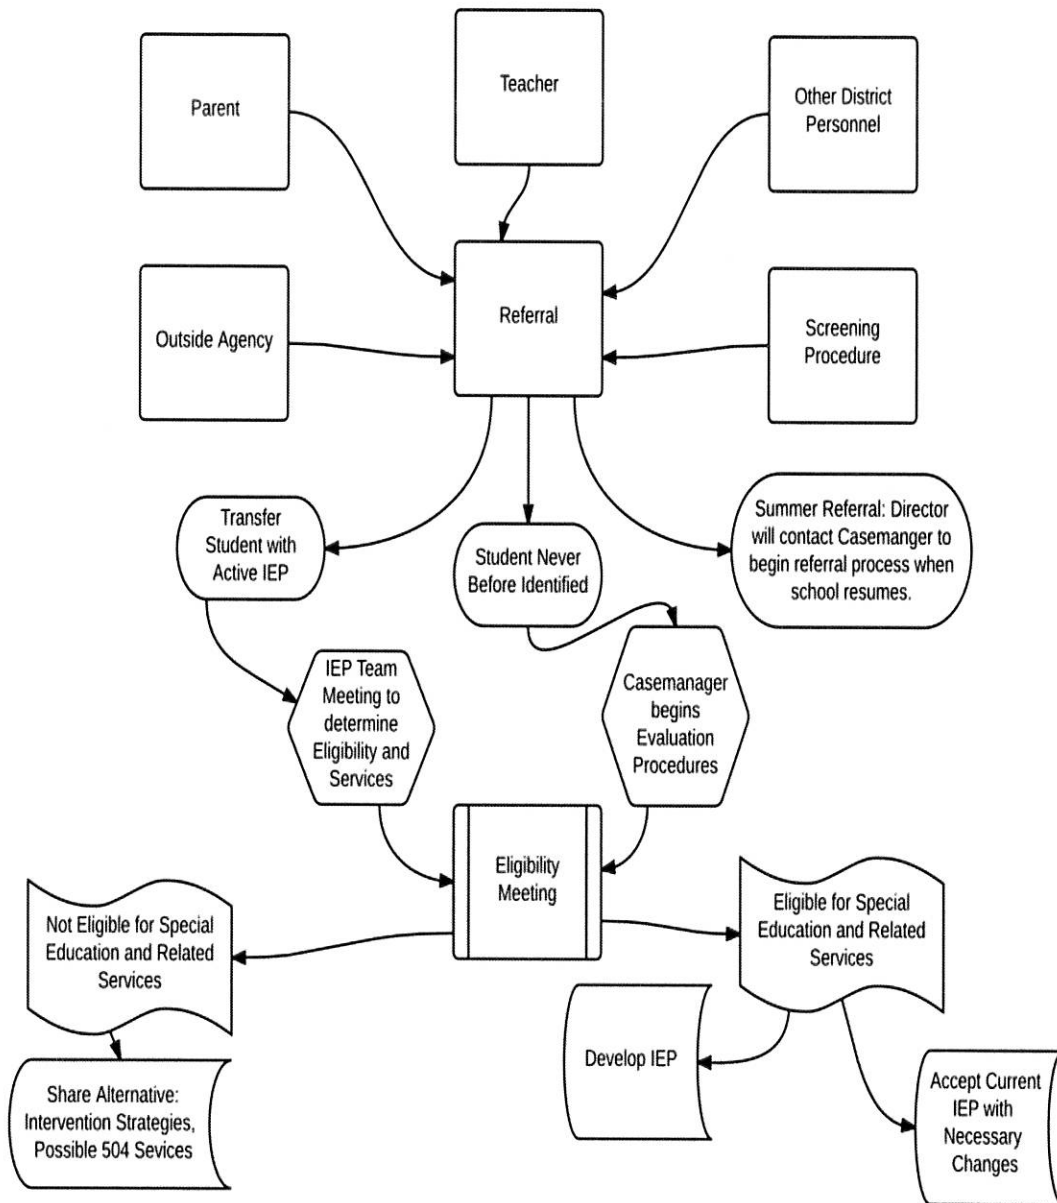 Parent
Teacher
Other District
Personnel
Outside Agency
Referral
Screening
Procedure
Transfer
Student with
Active IEP
Student Never
Before Identified
Summer Referral: Director
will contact Casemanger to
begin referral process when
school resumes.
IEP Team
Meeting to
determine
Eligibility and
Services
Casemanager
begins
Evaluation
Procedures
Eligibility
Meeting
Not Eligible for Special
Education and Related
Services
Eligible for Special
Education and Related
Services
Share Alternative:
Intervention Strategies,
Possible 504 Sevices
Develop IEP
Accept Current
IEP with
Necessary
Changes